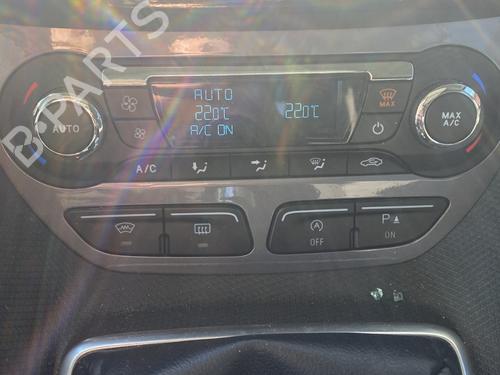 B-PARTS
AUTO
22.0°C 22.0°C
A/C ON
MAX
AUTO
MAX
A/C
A/C
A
OFF
P
ON